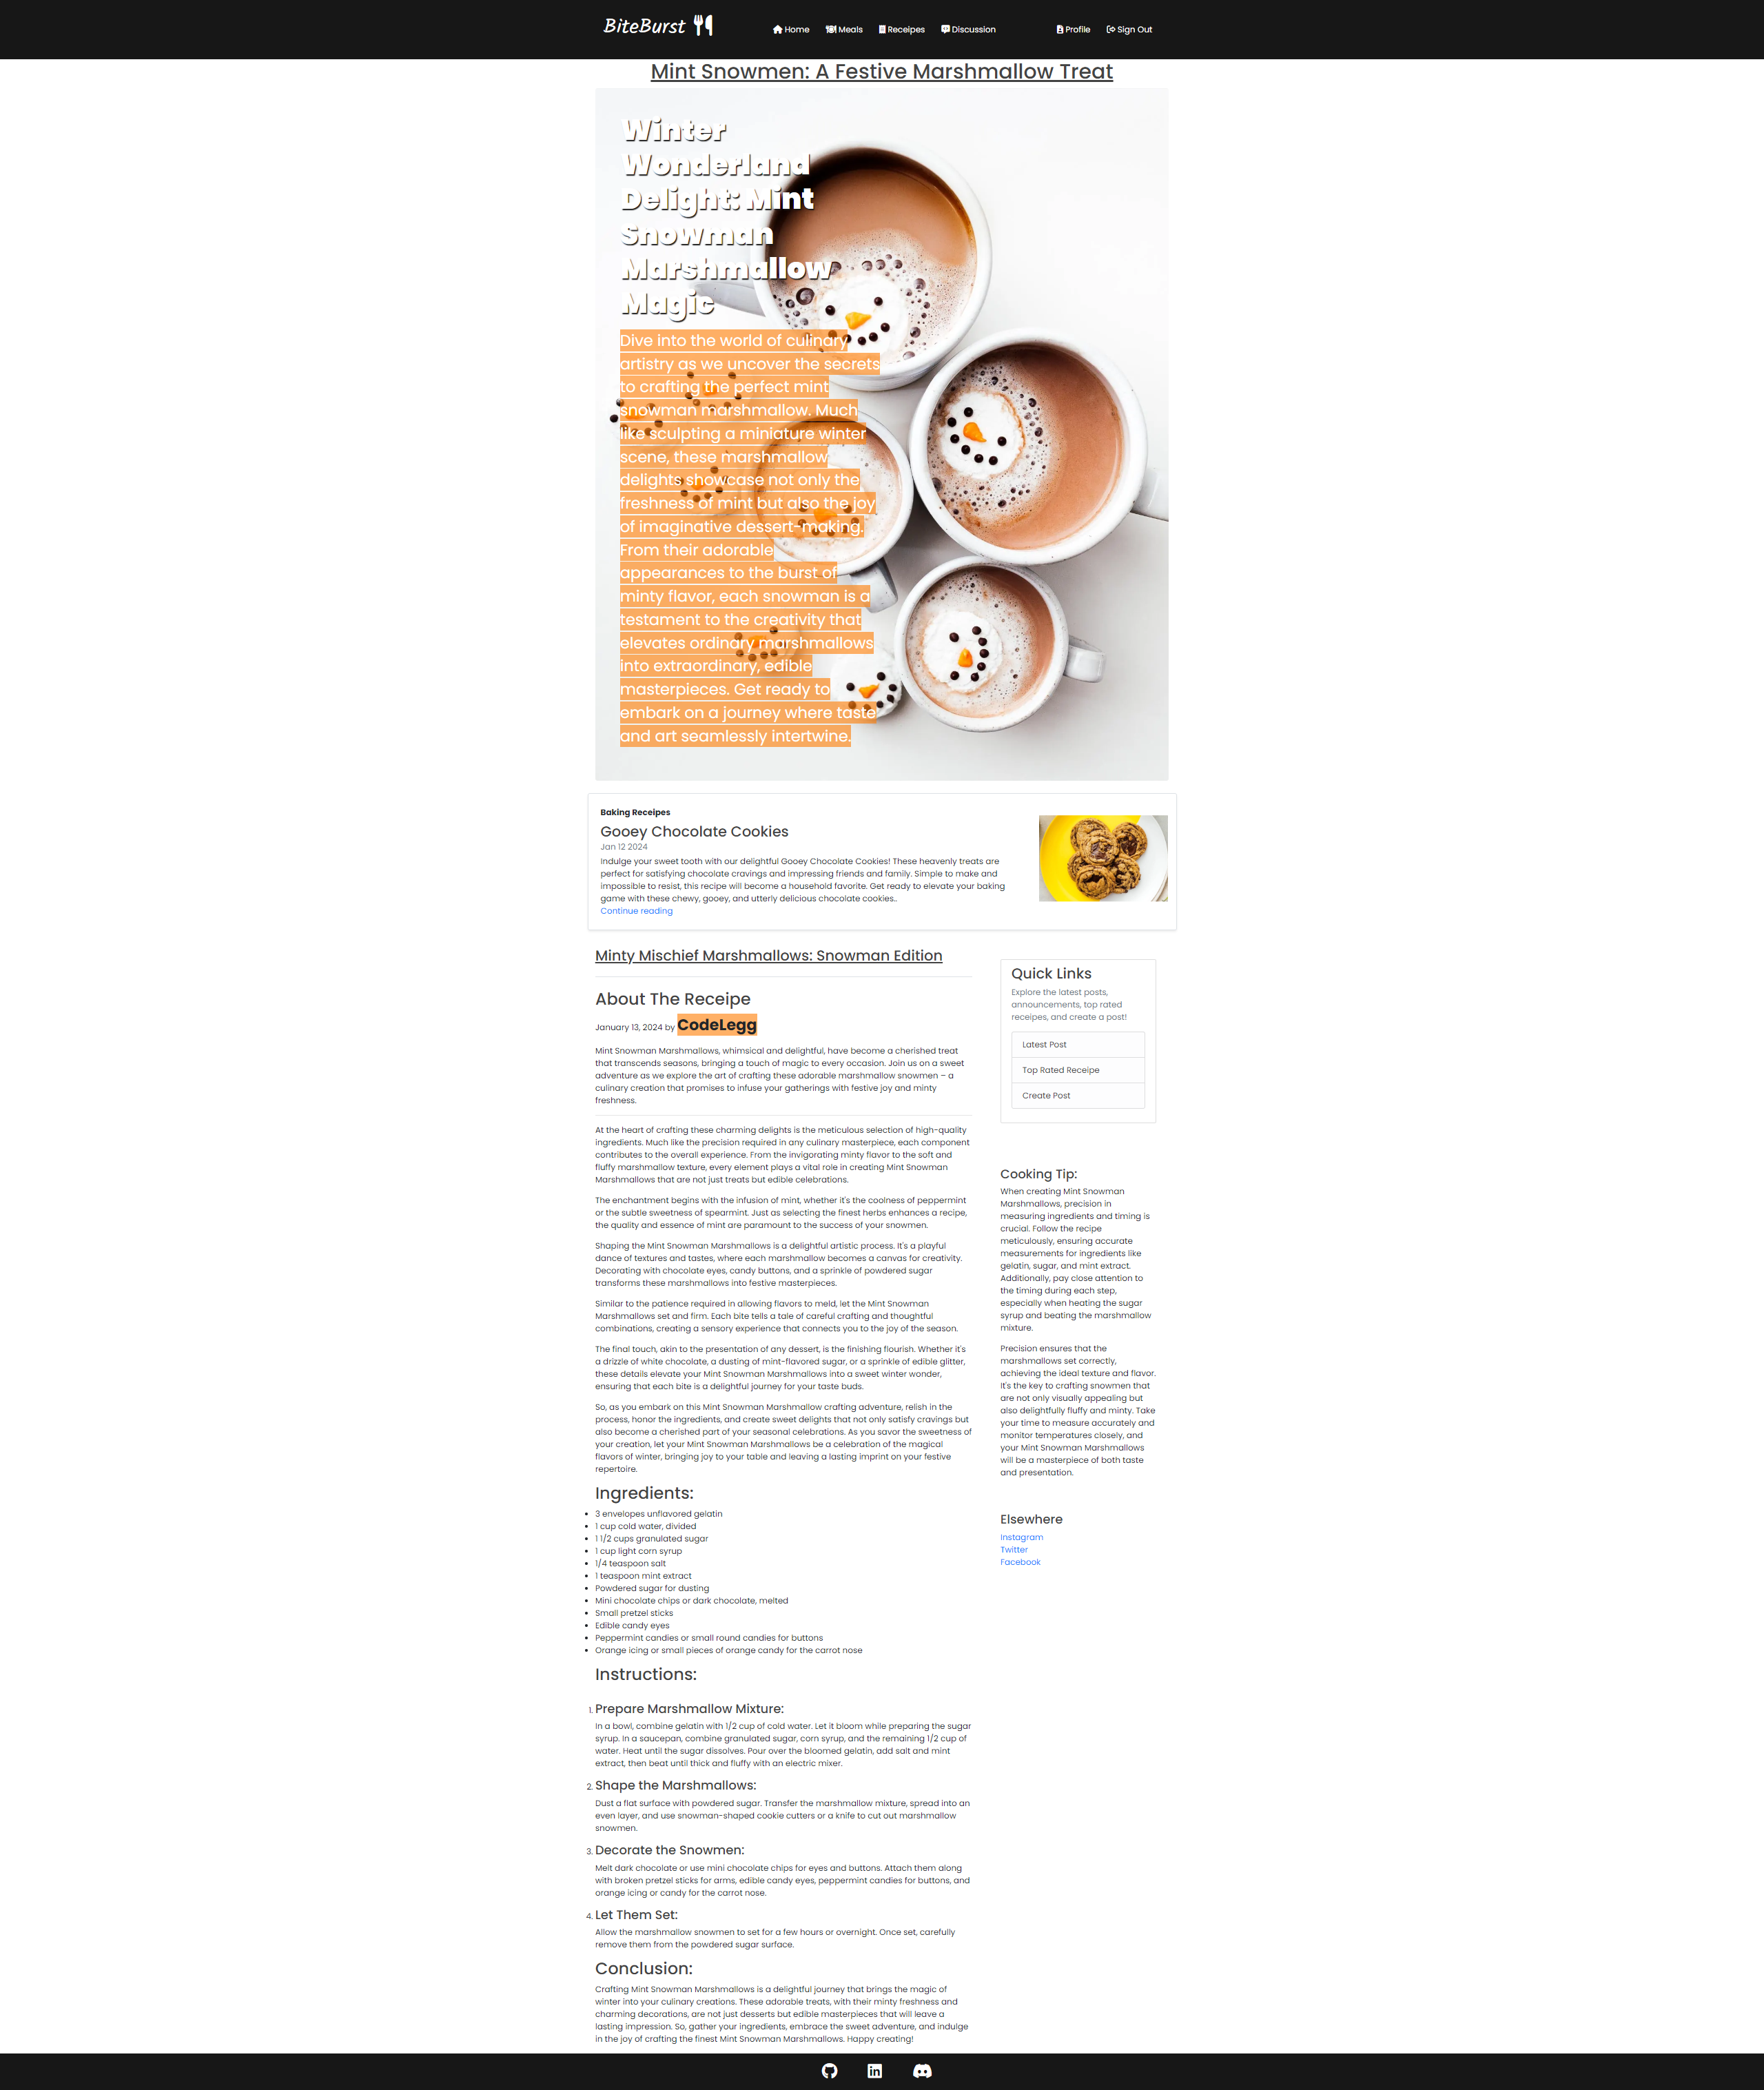 BiteBurst
Home Meals Receipes Discussion Profile Sign Out
Mint Snowmen: A Festive Marshmallow Treat
Winter
Wonderland
Delight: Mint
Snowman
Marshmallow
Magic
Dive into the world of culinary
artistry as we uncover the secrets
to crafting the perfect mint
snowman marshmallow. Much
like sculpting a miniature winter
scene, these marshmallow
delights showcase not only the
freshness of mint but also the joy
of imaginative dessert-making.
From their adorable
appearances to the burst of
minty flavor, each snowman is a
testament to the creativity that
elevates ordinary marshmallows
into extraordinary, edible
masterpieces. Get ready to
embark on a journey where taste
and art seamlessly intertwine.
Baking Receipes
Gooey Chocolate Cookies
Jan 12 2024
Indulge your sweet tooth with our delightful Gooey Chocolate Cookies! These heavenly treats are
perfect for satisfying chocolate cravings and impressing friends and family. Simple to make and
impossible to resist, this recipe will become a household favorite. Get ready to elevate your baking
game with these chewy, gooey, and utterly delicious chocolate cookies..
Continue reading
Minty Mischief Marshmallows: Snowman Edition
About The Receipe
January 13, 2024 by CodeLegg
Mint Snowman Marshmallows, whimsical and delightful, have become a cherished treat
that transcends seasons, bringing a touch of magic to every occasion. Join us on a sweet
adventure as we explore the art of crafting these adorable marshmallow snowmen – a
culinary creation that promises to infuse your gatherings with festive joy and minty
freshness.
At the heart of crafting these charming delights is the meticulous selection of high-quality
ingredients. Much like the precision required in any culinary masterpiece, each component
contributes to the overall experience. From the invigorating minty flavor to the soft and
fluffy marshmallow texture, every element plays a vital role in creating Mint Snowman
Marshmallows that are not just treats but edible celebrations.
The enchantment begins with the infusion of mint, whether it's the coolness of peppermint
or the subtle sweetness of spearmint. Just as selecting the finest herbs enhances a recipe,
the quality and essence of mint are paramount to the success of your snowmen.
Shaping the Mint Snowman Marshmallows is a delightful artistic process. It's a playful
dance of textures and tastes, where each marshmallow becomes a canvas for creativity.
Decorating with chocolate eyes, candy buttons, and a sprinkle of powdered sugar
transforms these marshmallows into festive masterpieces.
Similar to the patience required in allowing flavors to meld, let the Mint Snowman
Marshmallows set and firm. Each bite tells a tale of careful crafting and thoughtful
combinations, creating a sensory experience that connects you to the joy of the season.
The final touch, akin to the presentation of any dessert, is the finishing flourish. Whether it's
a drizzle of white chocolate, a dusting of mint-flavored sugar, or a sprinkle of edible glitter,
these details elevate your Mint Snowman Marshmallows into a sweet winter wonder,
ensuring that each bite is a delightful journey for your taste buds.
So, as you embark on this Mint Snowman Marshmallow crafting adventure, relish in the
process, honor the ingredients, and create sweet delights that not only satisfy cravings but
also become a cherished part of your seasonal celebrations. As you savor the sweetness of
your creation, let your Mint Snowman Marshmallows be a celebration of the magical
flavors of winter, bringing joy to your table and leaving a lasting imprint on your festive
repertoire.
Ingredients:
• 3 envelopes unflavored gelatin
• 1 cup cold water, divided
• 1 1/2 cups granulated sugar
• 1 cup light corn syrup
• 1/4 teaspoon salt
• 1 teaspoon mint extract
• Powdered sugar for dusting
• Mini chocolate chips or dark chocolate, melted
• Small pretzel sticks
• Edible candy eyes
• Peppermint candies or small round candies for buttons
• Orange icing or small pieces of orange candy for the carrot nose
Instructions:
1. Prepare Marshmallow Mixture:
In a bowl, combine gelatin with 1/2 cup of cold water. Let it bloom while preparing the sugar
syrup. In a saucepan, combine granulated sugar, corn syrup, and the remaining 1/2 cup of
water. Heat until the sugar dissolves. Pour over the bloomed gelatin, add salt and mint
extract, then beat until thick and fluffy with an electric mixer.
2. Shape the Marshmallows:
Dust a flat surface with powdered sugar. Transfer the marshmallow mixture, spread into an
even layer, and use snowman-shaped cookie cutters or a knife to cut out marshmallow
snowmen.
3. Decorate the Snowmen:
Melt dark chocolate or use mini chocolate chips for eyes and buttons. Attach them along
with broken pretzel sticks for arms, edible candy eyes, peppermint candies for buttons, and
orange icing or candy for the carrot nose.
4. Let Them Set:
Allow the marshmallow snowmen to set for a few hours or overnight. Once set, carefully
remove them from the powdered sugar surface.
Conclusion:
Crafting Mint Snowman Marshmallows is a delightful journey that brings the magic of
winter into your culinary creations. These adorable treats, with their minty freshness and
charming decorations, are not just desserts but edible masterpieces that will leave a
lasting impression. So, gather your ingredients, embrace the sweet adventure, and indulge
in the joy of crafting the finest Mint Snowman Marshmallows. Happy creating!
Quick Links
Explore the latest posts,
announcements, top rated
receipes, and create a post!
Latest Post
Top Rated Receipe
Create Post
Cooking Tip:
When creating Mint Snowman
Marshmallows, precision in
measuring ingredients and timing is
crucial. Follow the recipe
meticulously, ensuring accurate
measurements for ingredients like
gelatin, sugar, and mint extract.
Additionally, pay close attention to
the timing during each step,
especially when heating the sugar
syrup and beating the marshmallow
mixture.
Precision ensures that the
marshmallows set correctly,
achieving the ideal texture and flavor.
It's the key to crafting snowmen that
are not only visually appealing but
also delightfully fluffy and minty. Take
your time to measure accurately and
monitor temperatures closely, and
your Mint Snowman Marshmallows
will be a masterpiece of both taste
and presentation.
Elsewhere
Instagram
Twitter
Facebook